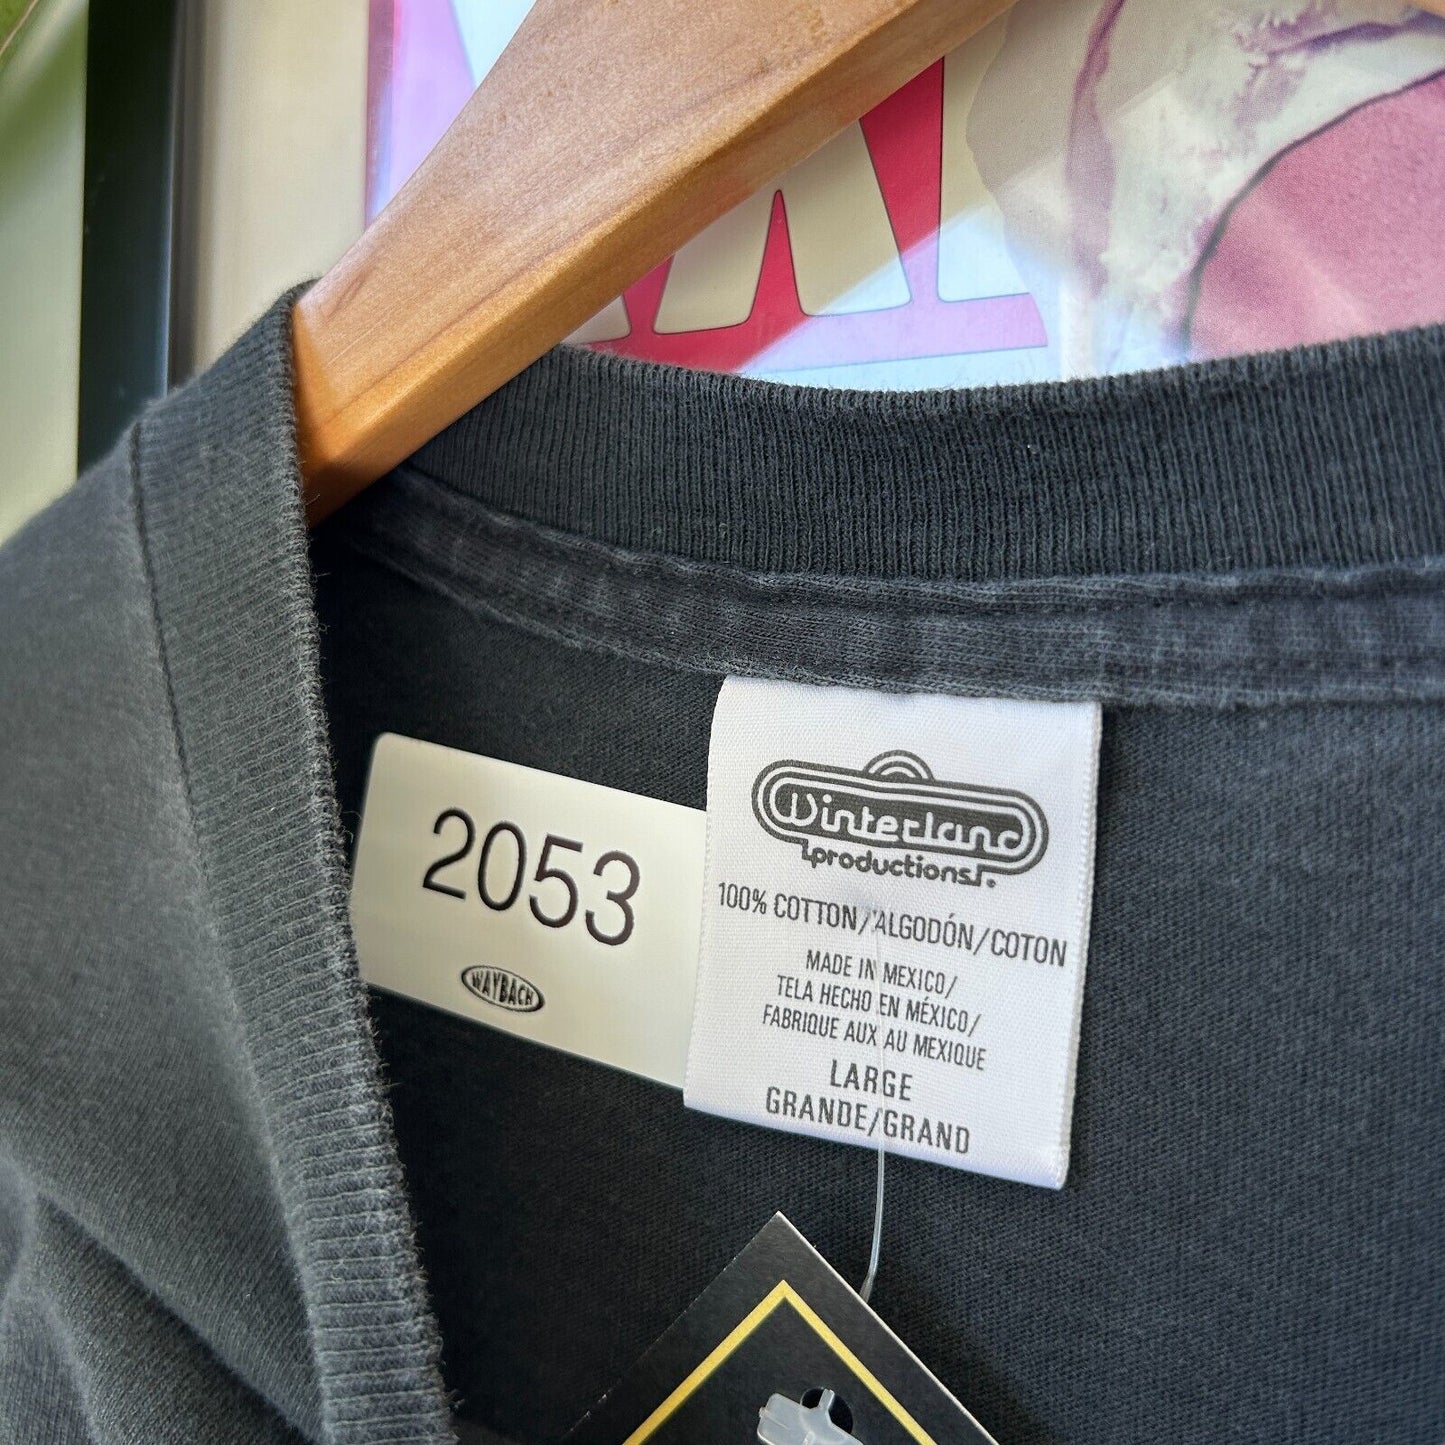 2053
WAYBACH
Winterland
productions.
100% COTTON/ALGODÓN/COTON
MADE IN MEXICO/
TELA HECHO EN MÉXICO/
FABRIQUE AUX AU MEXIQUE
LARGE
GRANDE/GRAND